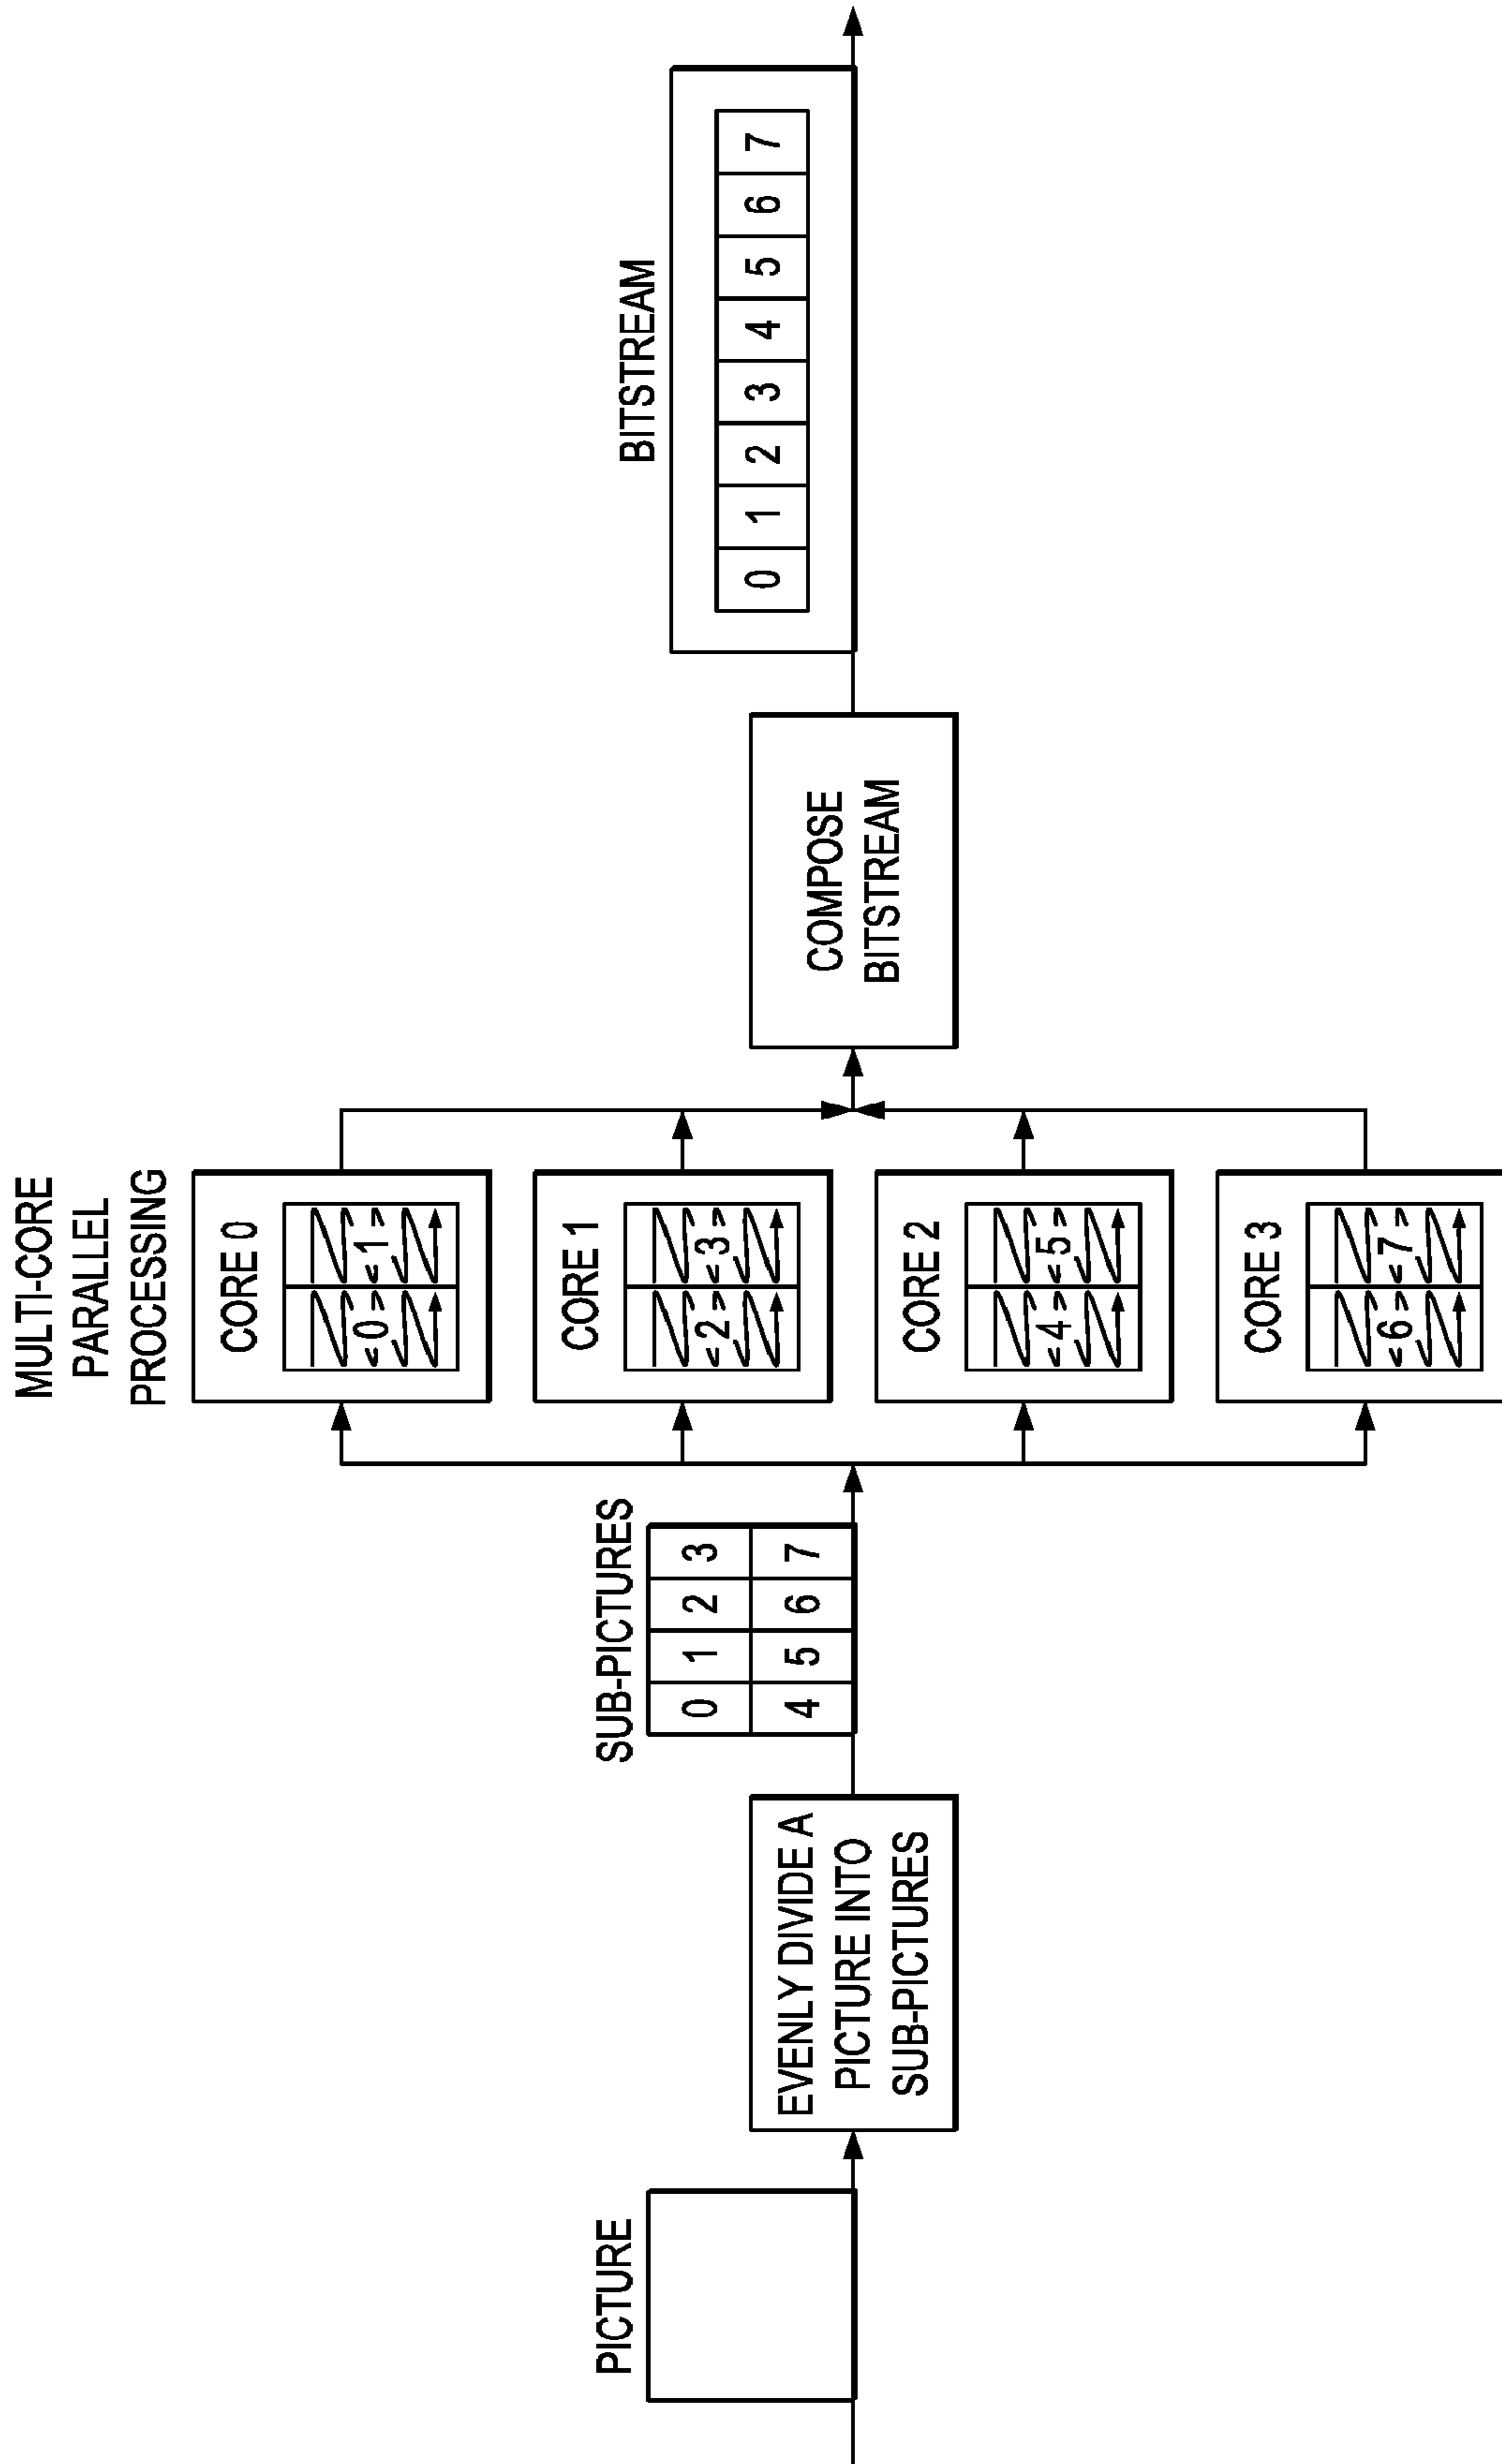 PICTURE
EVENLY DIVIDE A
PICTURE INTO
SUB-PICTURES
SUB-PICTURES
0 1 2 3
4 5 6 7
MULTI-CORE
PARALLEL
PROCESSING
CORE 0
0 1
CORE 1
2 3
CORE 2
4 5
CORE 3
6 7
COMPOSE
BITSTREAM
BITSTREAM
0 1 2 3 4 5 6 7